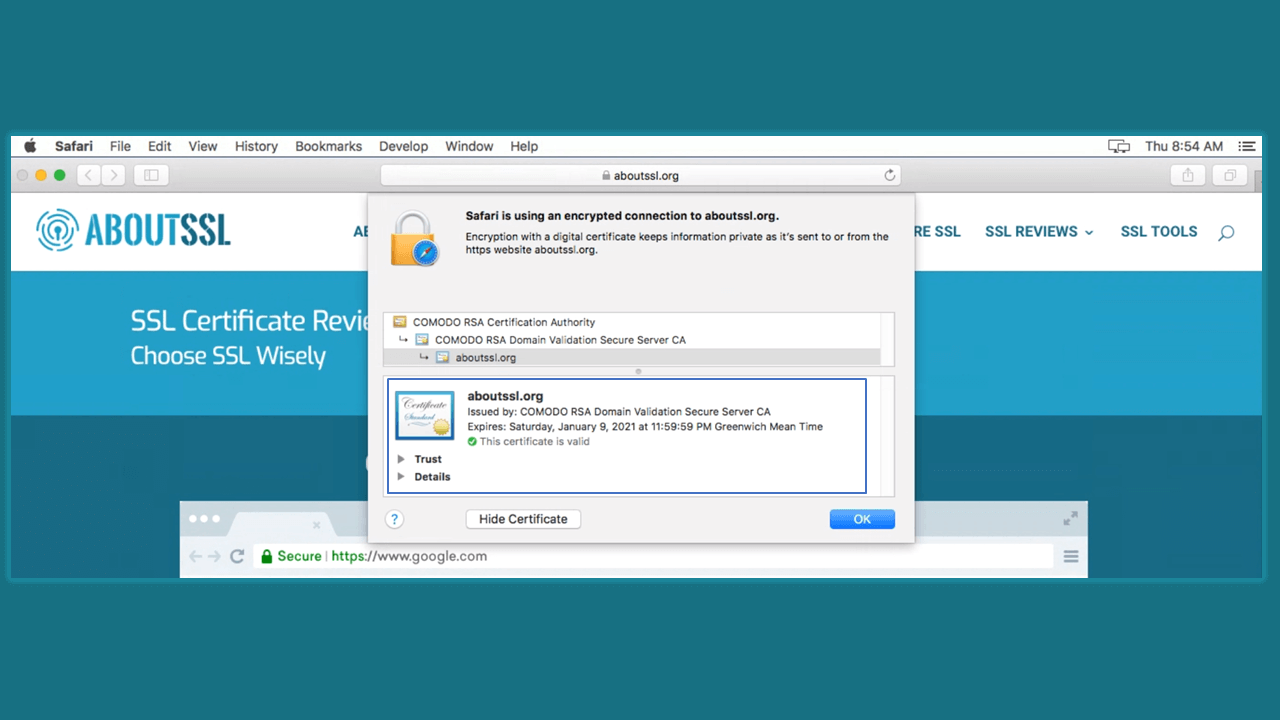 Safari File Edit View History Bookmarks Develop Window Help Thu 8:54 AM
aboutssl.org
ABOUTSSL
SSL REVIEWS SSL TOOLS
Safari is using an encrypted connection to aboutssl.org.
Encryption with a digital certificate keeps information private as it's sent to or from the
https website aboutssl.org.
SSL Certificate
Choose SSL Wisely
COMODO RSA Certification Authority
COMODO RSA Domain Validation Secure Server CA
aboutssl.org
Certificate
Standard
aboutssl.org
Issued by: COMODO RSA Domain Validation Secure Server CA
Expires: Saturday, January 9, 2021 at 11:59:59 PM Greenwich Mean Time
This certificate is valid
Trust
Details
? Hide Certificate OK
Secure | https://www.google.com